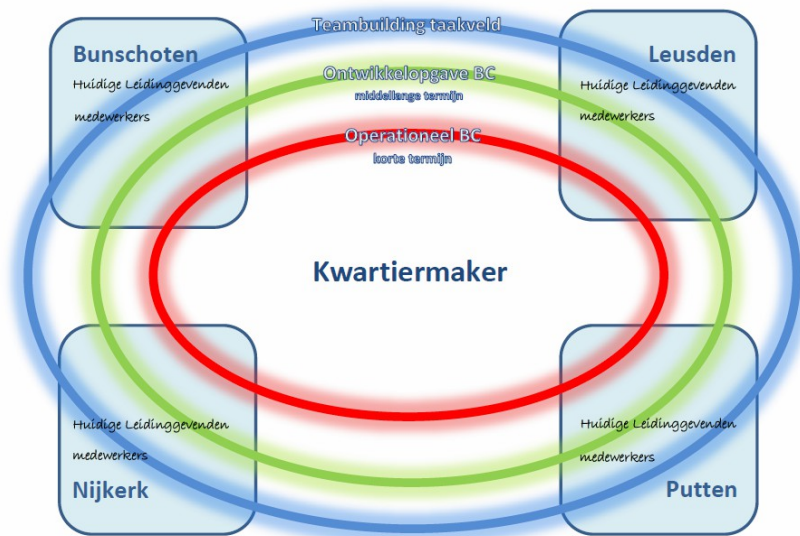 Teambuilding taakveld
Bunschoten
Huidige Leidinggevenden
medewerkers
Leusden
Huidige Leidinggevenden
medewerkers
Ontwikkelopgave BC
middellange termijn
Operationeel BC
korte termijn
Kwartiermaker
Huidige Leidinggevenden
medewerkers
Nijkerk
Huidige Leidinggevenden
medewerkers
Putten